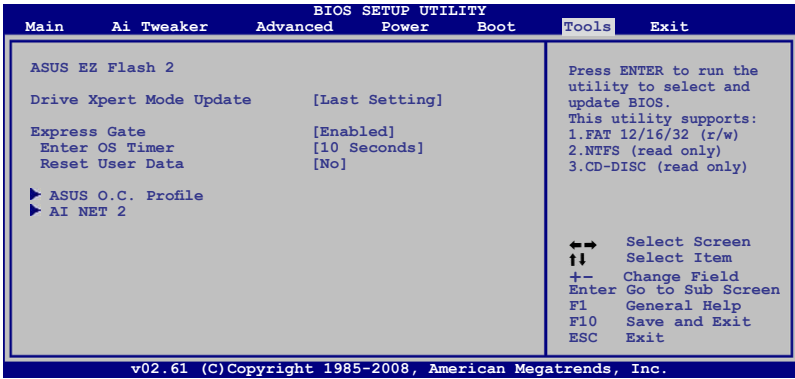 BIOS SETUP UTILITY
Main Ai Tweaker Advanced Power Boot Tools Exit
ASUS EZ Flash 2
Drive Xpert Mode Update [Last Setting]
Express Gate [Enabled]
Enter OS Timer [10 Seconds]
Reset User Data [No]
ASUS O.C. Profile
AI NET 2
Press ENTER to run the
utility to select and
update BIOS.
This utility supports:
1.FAT 12/16/32 (r/w)
2.NTFS (read only)
3.CD-DISC (read only)
←→ Select Screen
↑↓ Select Item
+- Change Field
Enter Go to Sub Screen
F1 General Help
F10 Save and Exit
ESC Exit
v02.61 (C)Copyright 1985-2008, American Megatrends, Inc.